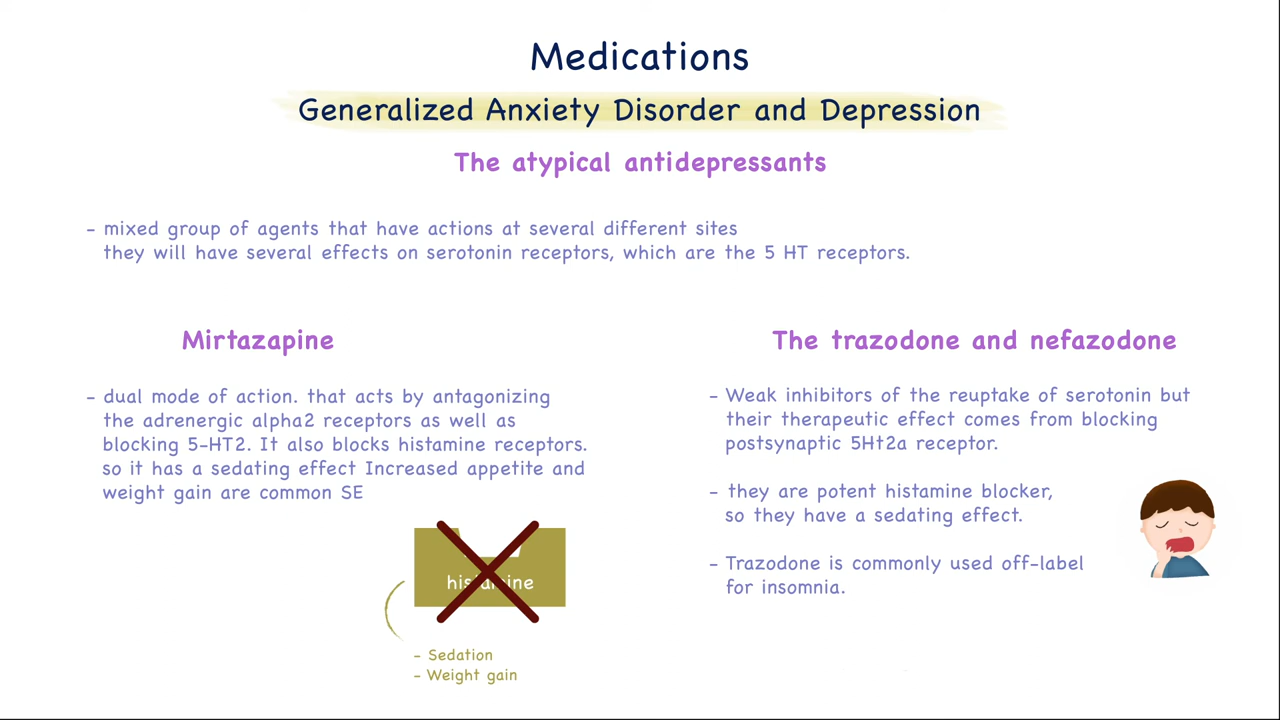 Medications
Generalized Anxiety Disorder and Depression
The atypical antidepressants
- mixed group of agents that have actions at several different sites
they will have several effects on serotonin receptors, which are the 5 HT receptors.
Mirtazapine
- dual mode of action. that acts by antagonizing
the adrenergic alpha2 receptors as well as
blocking 5-HT2. It also blocks histamine receptors.
so it has a sedating effect Increased appetite and
weight gain are common SE
histamine
- Sedation
- Weight gain
The trazodone and nefazodone
- Weak inhibitors of the reuptake of serotonin but
their therapeutic effect comes from blocking
postsynaptic 5Ht2a receptor.
- they are potent histamine blocker,
so they have a sedating effect.
- Trazodone is commonly used off-label
for insomnia.